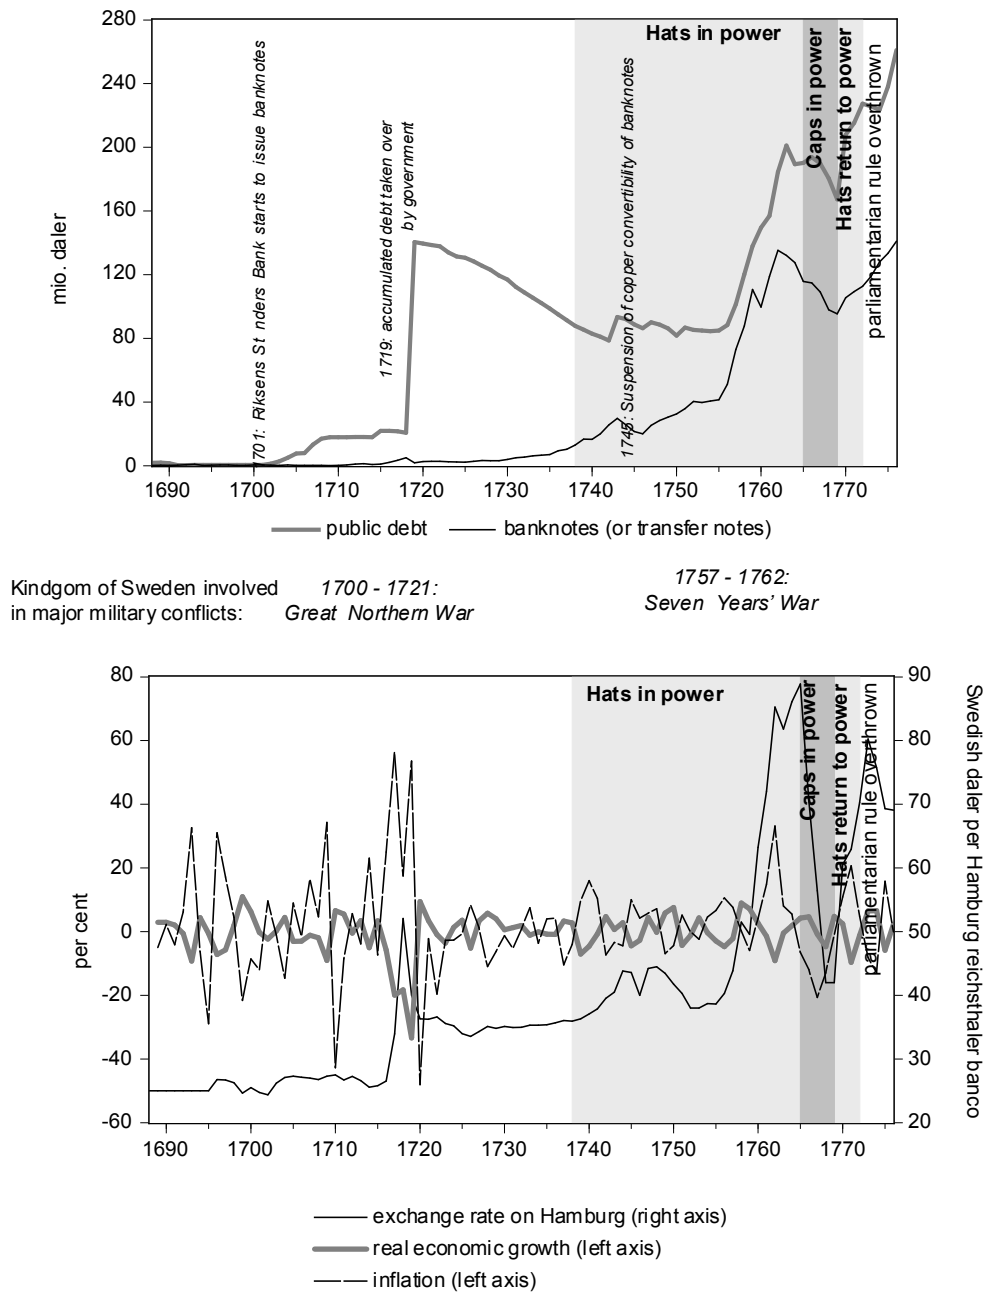 280
240
200
160
120
80
40
0
mio. daler
701: Riksens St nders Bank starts to issue banknotes
1719: accumulated debt taken over
by government
Hats in power
1745: Suspension of copper convertibility of banknotes
Caps in power
Hats return to power
parliamentarian rule overthrown
1690 1700 1710 1720 1730 1740 1750 1760 1770
public debt banknotes (or transfer notes)
Kindgom of Sweden involved
in major military conflicts:
1700 - 1721:
Great Northern War
1757 - 1762:
Seven Years' War
80
60
40
20
0
-20
-40
-60
per cent
Hats in power
Caps in power
Hats return to power
parliamentarian rule overthrown
90
80
70
60
50
40
30
20
Swedish daler per Hamburg reichsthaler banco
1690 1700 1710 1720 1730 1740 1750 1760 1770
exchange rate on Hamburg (right axis)
real economic growth (left axis)
inflation (left axis)